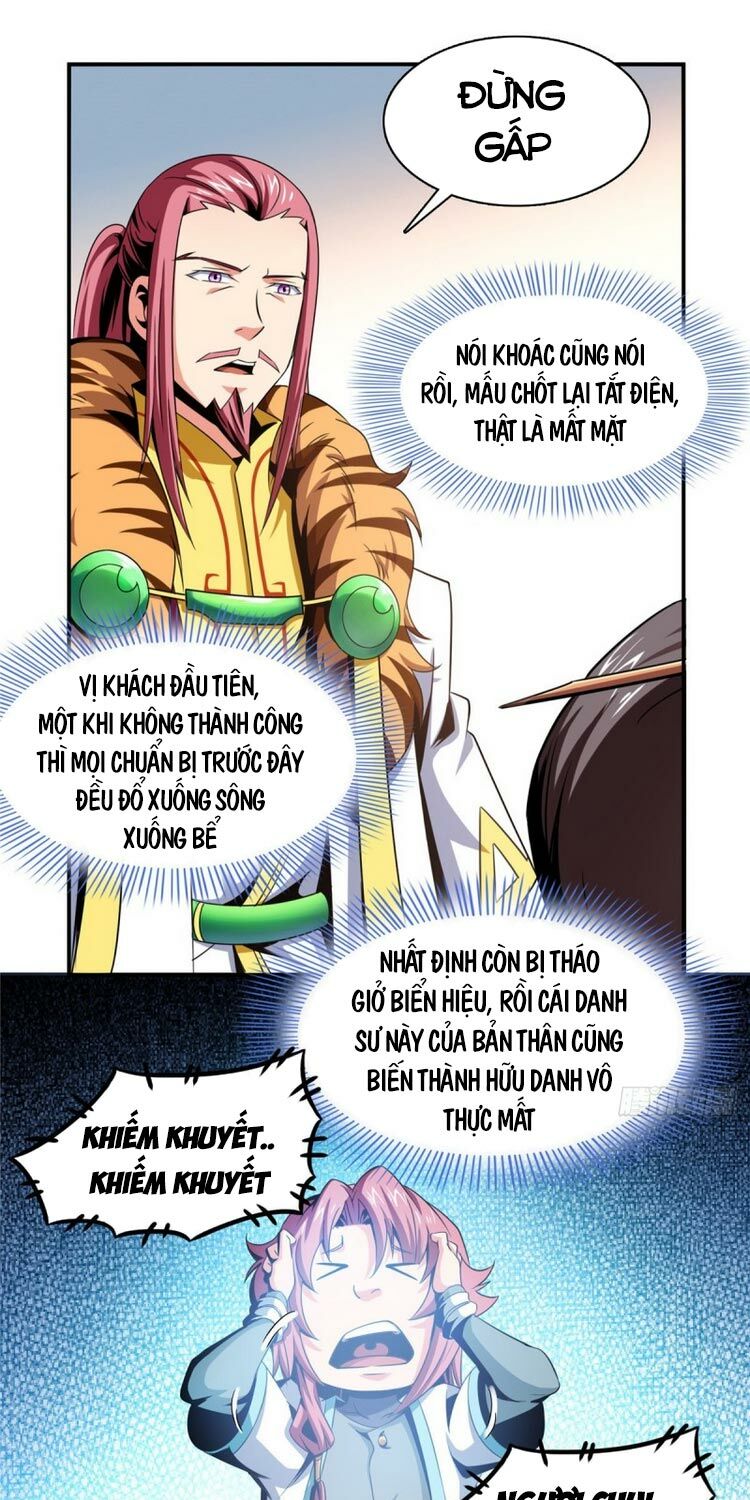 ĐỪNG
GẤP
NÓI KHOÁC CŨNG NÓI
RỒI, MẤU CHỐT LẠI TẮT ĐIỆN,
THẬT LÀ MẤT MẶT
VỊ KHÁCH ĐẦU TIÊN,
MỘT KHI KHÔNG THÀNH CÔNG
THÌ MỌI CHUẨN BỊ TRƯỚC ĐÂY
ĐỀU ĐỔ XUỐNG SÔNG
XUỐNG BỂ
NHẤT ĐỊNH CÒN BỊ THÁO
GIỞ BIỂN HIỆU, RỒI CÁI DANH
SƯ NÀY CỦA BẢN THÂN CŨNG
BIẾN THÀNH HỮU DANH VÔ
THỰC MẤT
KHIẾM KHUYẾT..
KHIẾM KHUYẾT